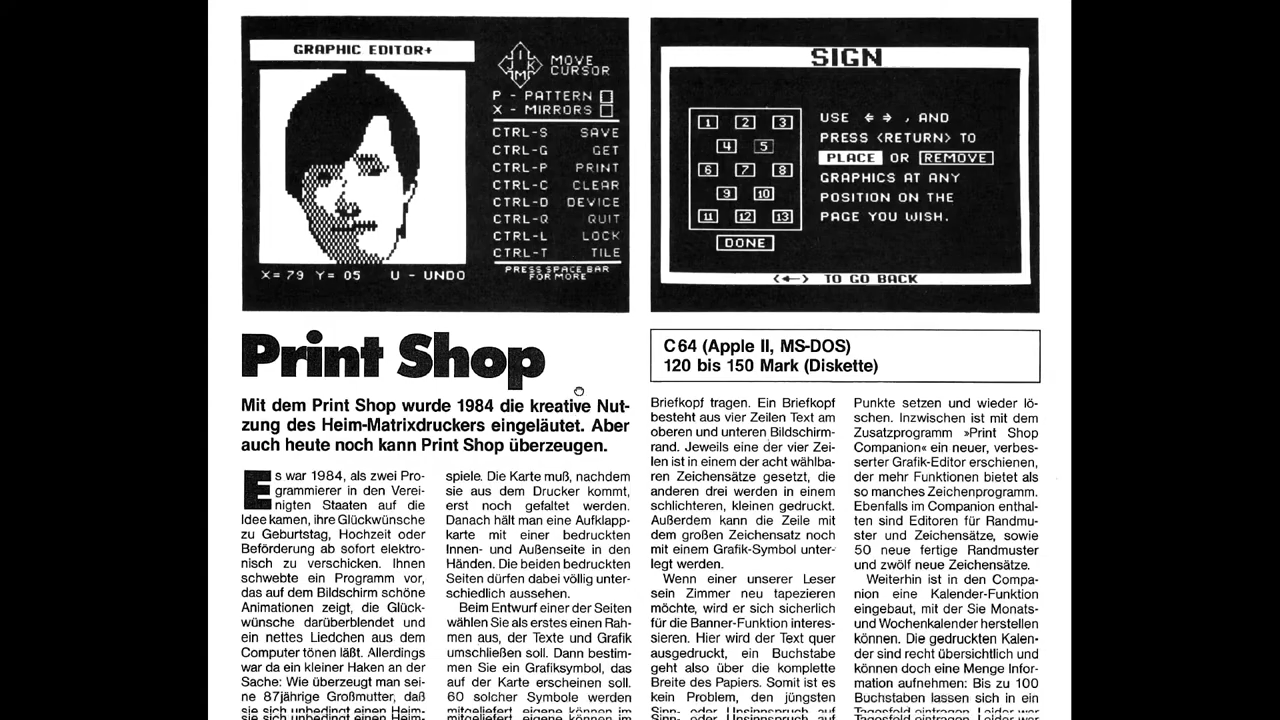 GRAPHIC EDITOR+
I
J K
M
MOVE
CURSOR
P - PATTERN
X - MIRRORS
CTRL-S SAVE
CTRL-G GET
CTRL-P PRINT
CTRL-C CLEAR
CTRL-D DEVICE
CTRL-Q QUIT
CTRL-L LOCK
CTRL-T TILE
PRESS SPACE BAR
FOR MORE
X= 79 Y= 05 U - UNDO
SIGN
1 2 3
4 5
6 7 8
9 10
11 12 13
DONE
USE ← → , AND
PRESS <RETURN> TO
PLACE OR REMOVE
GRAPHICS AT ANY
POSITION ON THE
PAGE YOU WISH.
<←> TO GO BACK
Print Shop
C 64 (Apple II, MS-DOS)
120 bis 150 Mark (Diskette)
Mit dem Print Shop wurde 1984 die kreative Nut-
zung des Heim-Matrixdruckers eingeläutet. Aber
auch heute noch kann Print Shop überzeugen.
Es war 1984, als zwei Pro-
grammierer in den Verei-
nigten Staaten auf die
Idee kamen, ihre Glückwünsche
zu Geburtstag, Hochzeit oder
Beförderung ab sofort elektro-
nisch zu verschicken. Ihnen
schwebte ein Programm vor,
das auf dem Bildschirm schöne
Animationen zeigt, die Glück-
wünsche darüberblendet und
ein nettes Liedchen aus dem
Computer tönen läßt. Allerdings
war da ein kleiner Haken an der
Sache: Wie überzeugt man sei-
ne 87jährige Großmutter, daß
sie sich unbedingt einen Heim-
spiele. Die Karte muß, nachdem
sie aus dem Drucker kommt,
erst noch gefaltet werden.
Danach hält man eine Aufklapp-
karte mit einer bedruckten
Innen- und Außenseite in den
Händen. Die beiden bedruckten
Seiten dürfen dabei völlig unter-
schiedlich aussehen.
Beim Entwurf einer der Seiten
wählen Sie als erstes einen Rah-
men aus, der Texte und Grafik
umschließen soll. Dann bestim-
men Sie ein Grafiksymbol, das
auf der Karte erscheinen soll.
60 solcher Symbole werden
mitgeliefert, eigene können im
Briefkopf tragen. Ein Briefkopf
besteht aus vier Zeilen Text am
oberen und unteren Bildschirm-
rand. Jeweils eine der vier Zei-
len ist in einem der acht wählba-
ren Zeichensätze gesetzt, die
anderen drei werden in einem
schlichteren, kleinen gedruckt.
Außerdem kann die Zeile mit
dem großen Zeichensatz noch
mit einem Grafik-Symbol unter-
legt werden.
Wenn einer unserer Leser
sein Zimmer neu tapezieren
möchte, wird er sich sicherlich
für die Banner-Funktion interes-
sieren. Hier wird der Text quer
ausgedruckt, ein Buchstabe
geht also über die komplette
Breite des Papiers. Somit ist es
kein Problem, den jüngsten
Sinn- oder Unsinnspruch auf
Punkte setzen und wieder lö-
schen. Inzwischen ist mit dem
Zusatzprogramm »Print Shop
Companion« ein neuer, verbes-
serter Grafik-Editor erschienen,
der mehr Funktionen bietet als
so manches Zeichenprogramm.
Ebenfalls im Companion enthal-
ten sind Editoren für Randmu-
ster und Zeichensätze, sowie
50 neue fertige Randmuster
und zwölf neue Zeichensätze.
Weiterhin ist in den Compa-
nion eine Kalender-Funktion
eingebaut, mit der Sie Monats-
und Wochenkalender herstellen
können. Die gedruckten Kalen-
der sind recht übersichtlich und
können doch eine Menge Infor-
mation aufnehmen: Bis zu 100
Buchstaben lassen sich in ein
Tagesfeld eintragen. Leider war